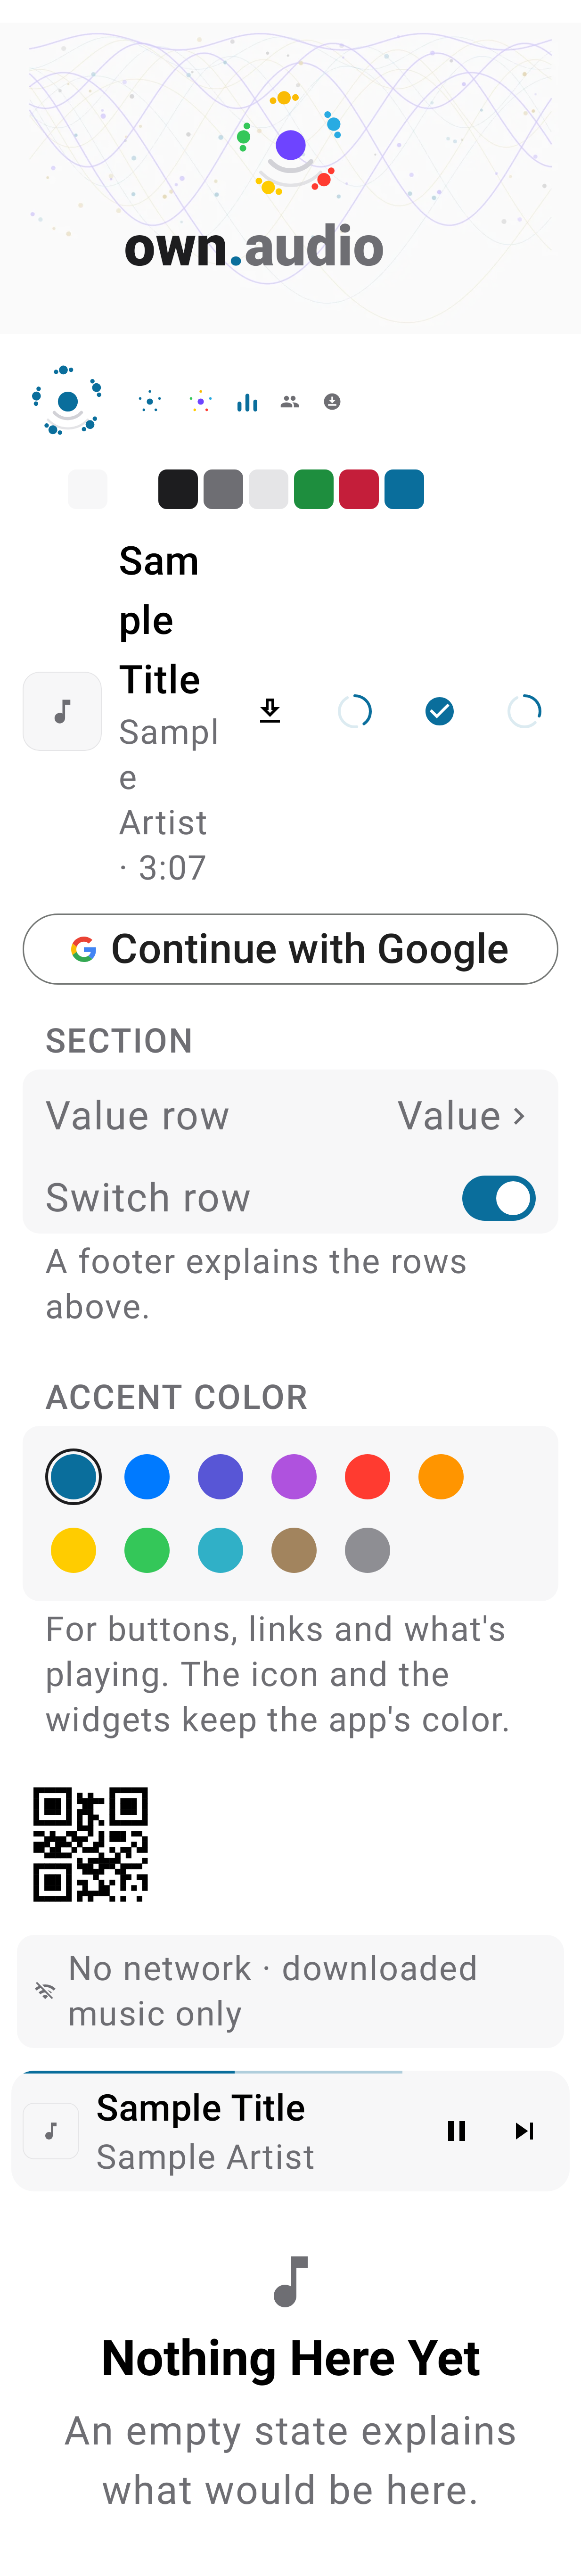 own.audio
Sam
ple
Title
Sampl
e
Artist
· 3:07
Continue with Google
SECTION
Value row Value
Switch row
A footer explains the rows
above.
ACCENT COLOR
For buttons, links and what's
playing. The icon and the
widgets keep the app's color.
No network · downloaded
music only
Sample Title
Sample Artist
Nothing Here Yet
An empty state explains
what would be here.